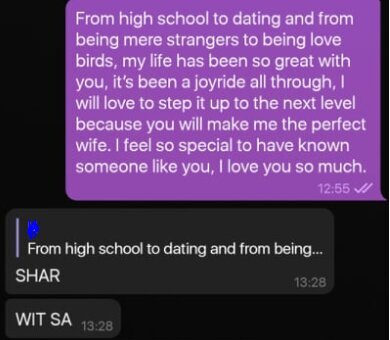 From high school to dating and from
being mere strangers to being love
birds, my life has been so great with
you, it's been a joyride all through, I
will love to step it up to the next level
because you will make me the perfect
wife. I feel so special to have known
someone like you, I love you so much.
12:55
From high school to dating and from being...
SHAR
13:28
WIT SA 13:28